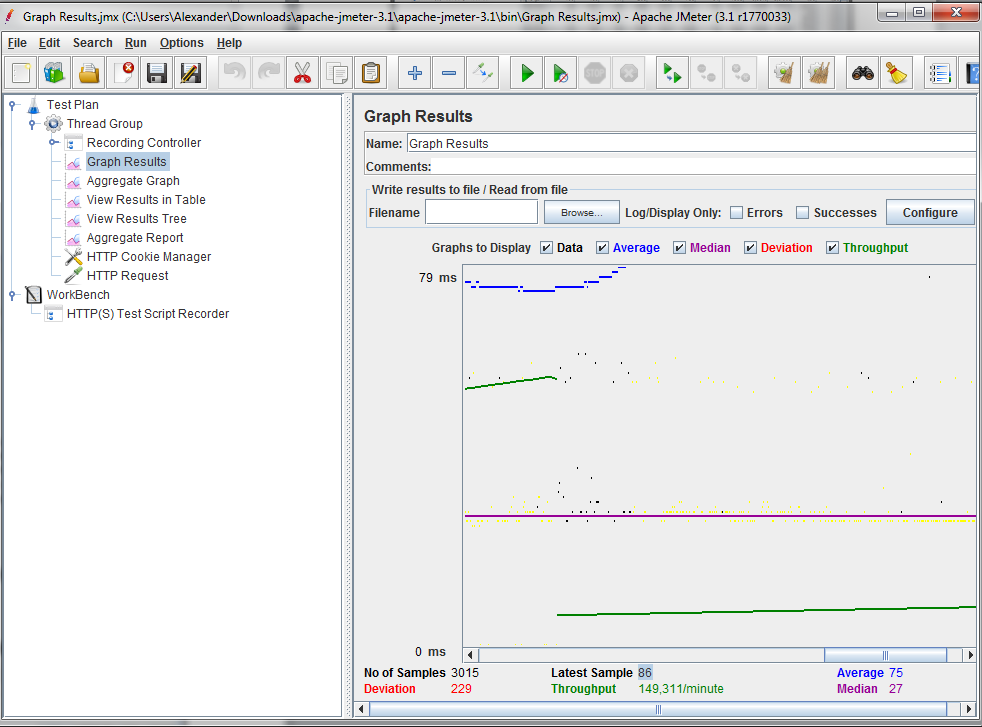 Graph Results.jmx (C:\Users\Alexander\Downloads\apache-jmeter-3.1\apache-jmeter-3.1\bin\Graph Results.jmx) - Apache JMeter (3.1 r1770033)
File Edit Search Run Options Help
STOP
Test Plan
Thread Group
Recording Controller
Graph Results
Aggregate Graph
View Results in Table
View Results Tree
Aggregate Report
HTTP Cookie Manager
HTTP Request
WorkBench
HTTP(S) Test Script Recorder
Graph Results
Name: Graph Results
Comments:
Write results to file / Read from file
Filename Browse... Log/Display Only: Errors Successes Configure
Graphs to Display Data Average Median Deviation Throughput
79 ms
0 ms
No of Samples 3015 Latest Sample 86 Average 75
Deviation 229 Throughput 149,311/minute Median 27